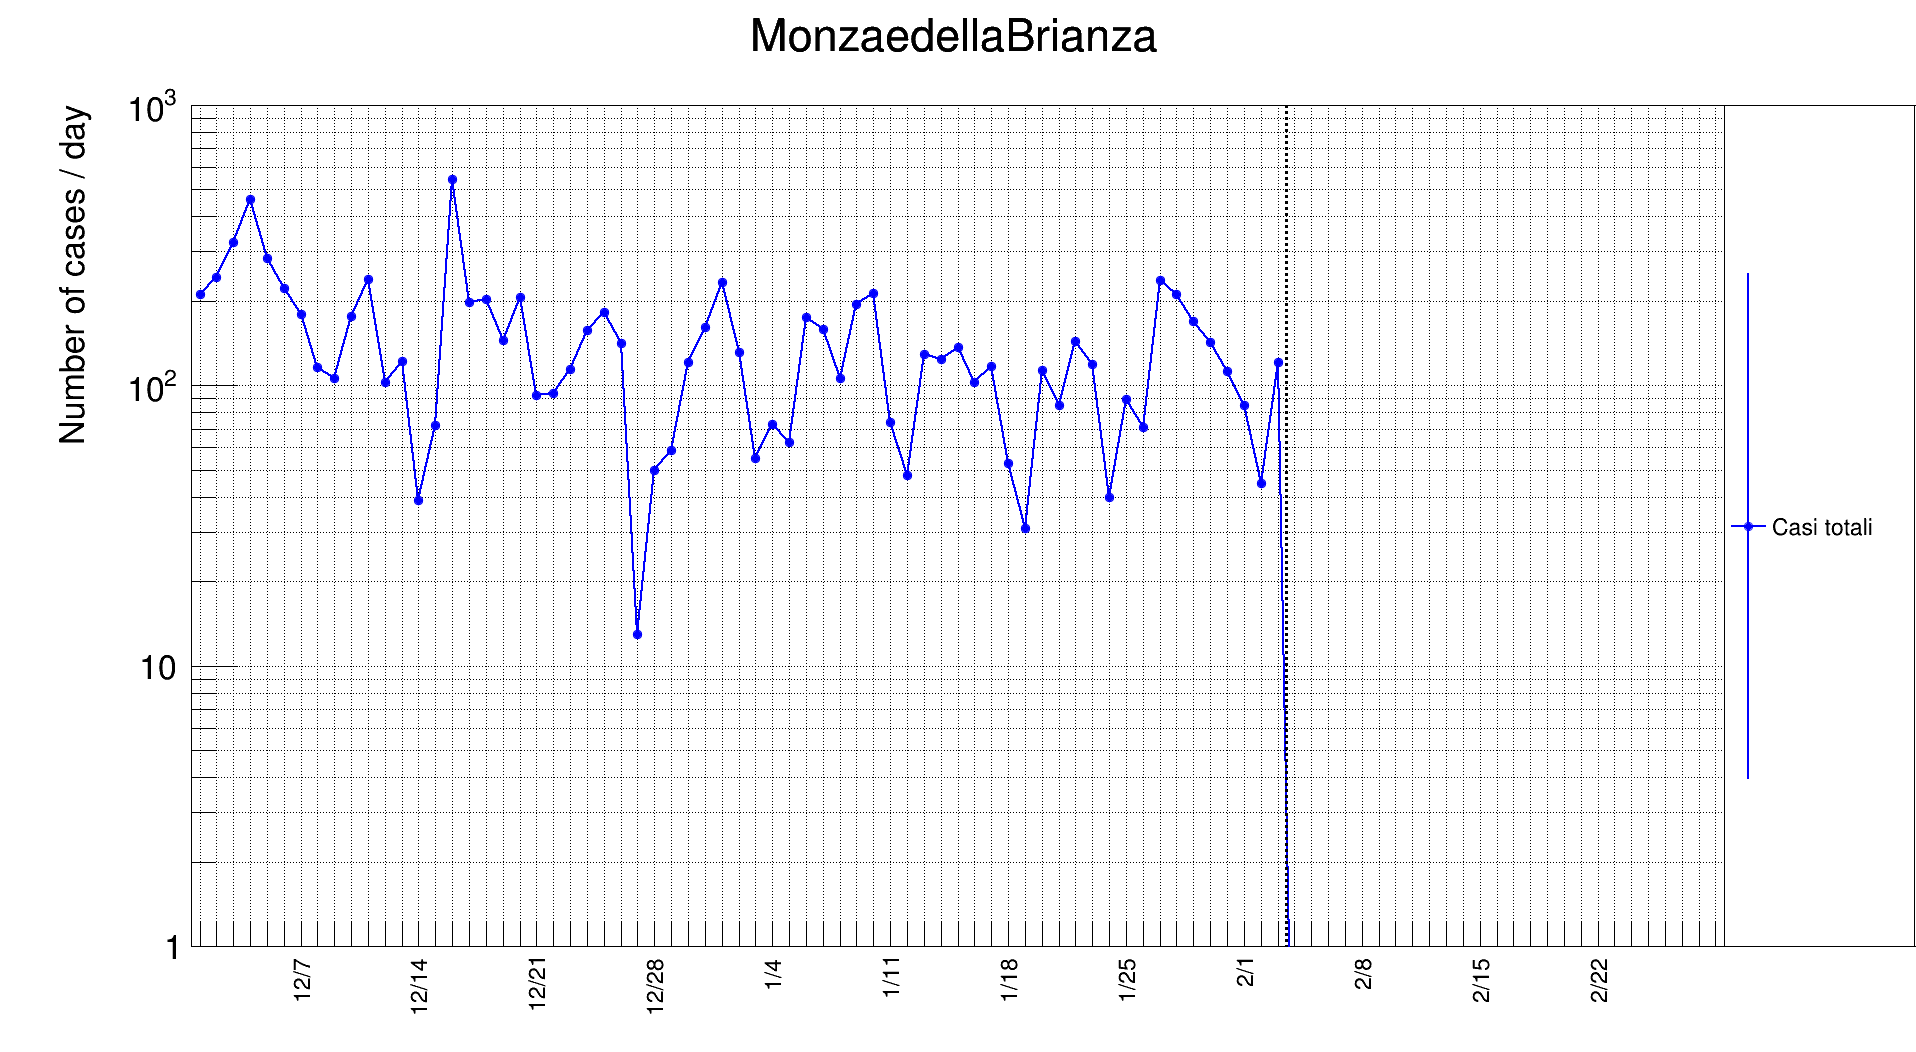 MonzaedellaBrianza
Number of cases / day
10³
10²
10
1
12/7 12/14 12/21 12/28 1/4 1/11 1/18 1/25 2/1 2/8 2/15 2/22
Casi totali